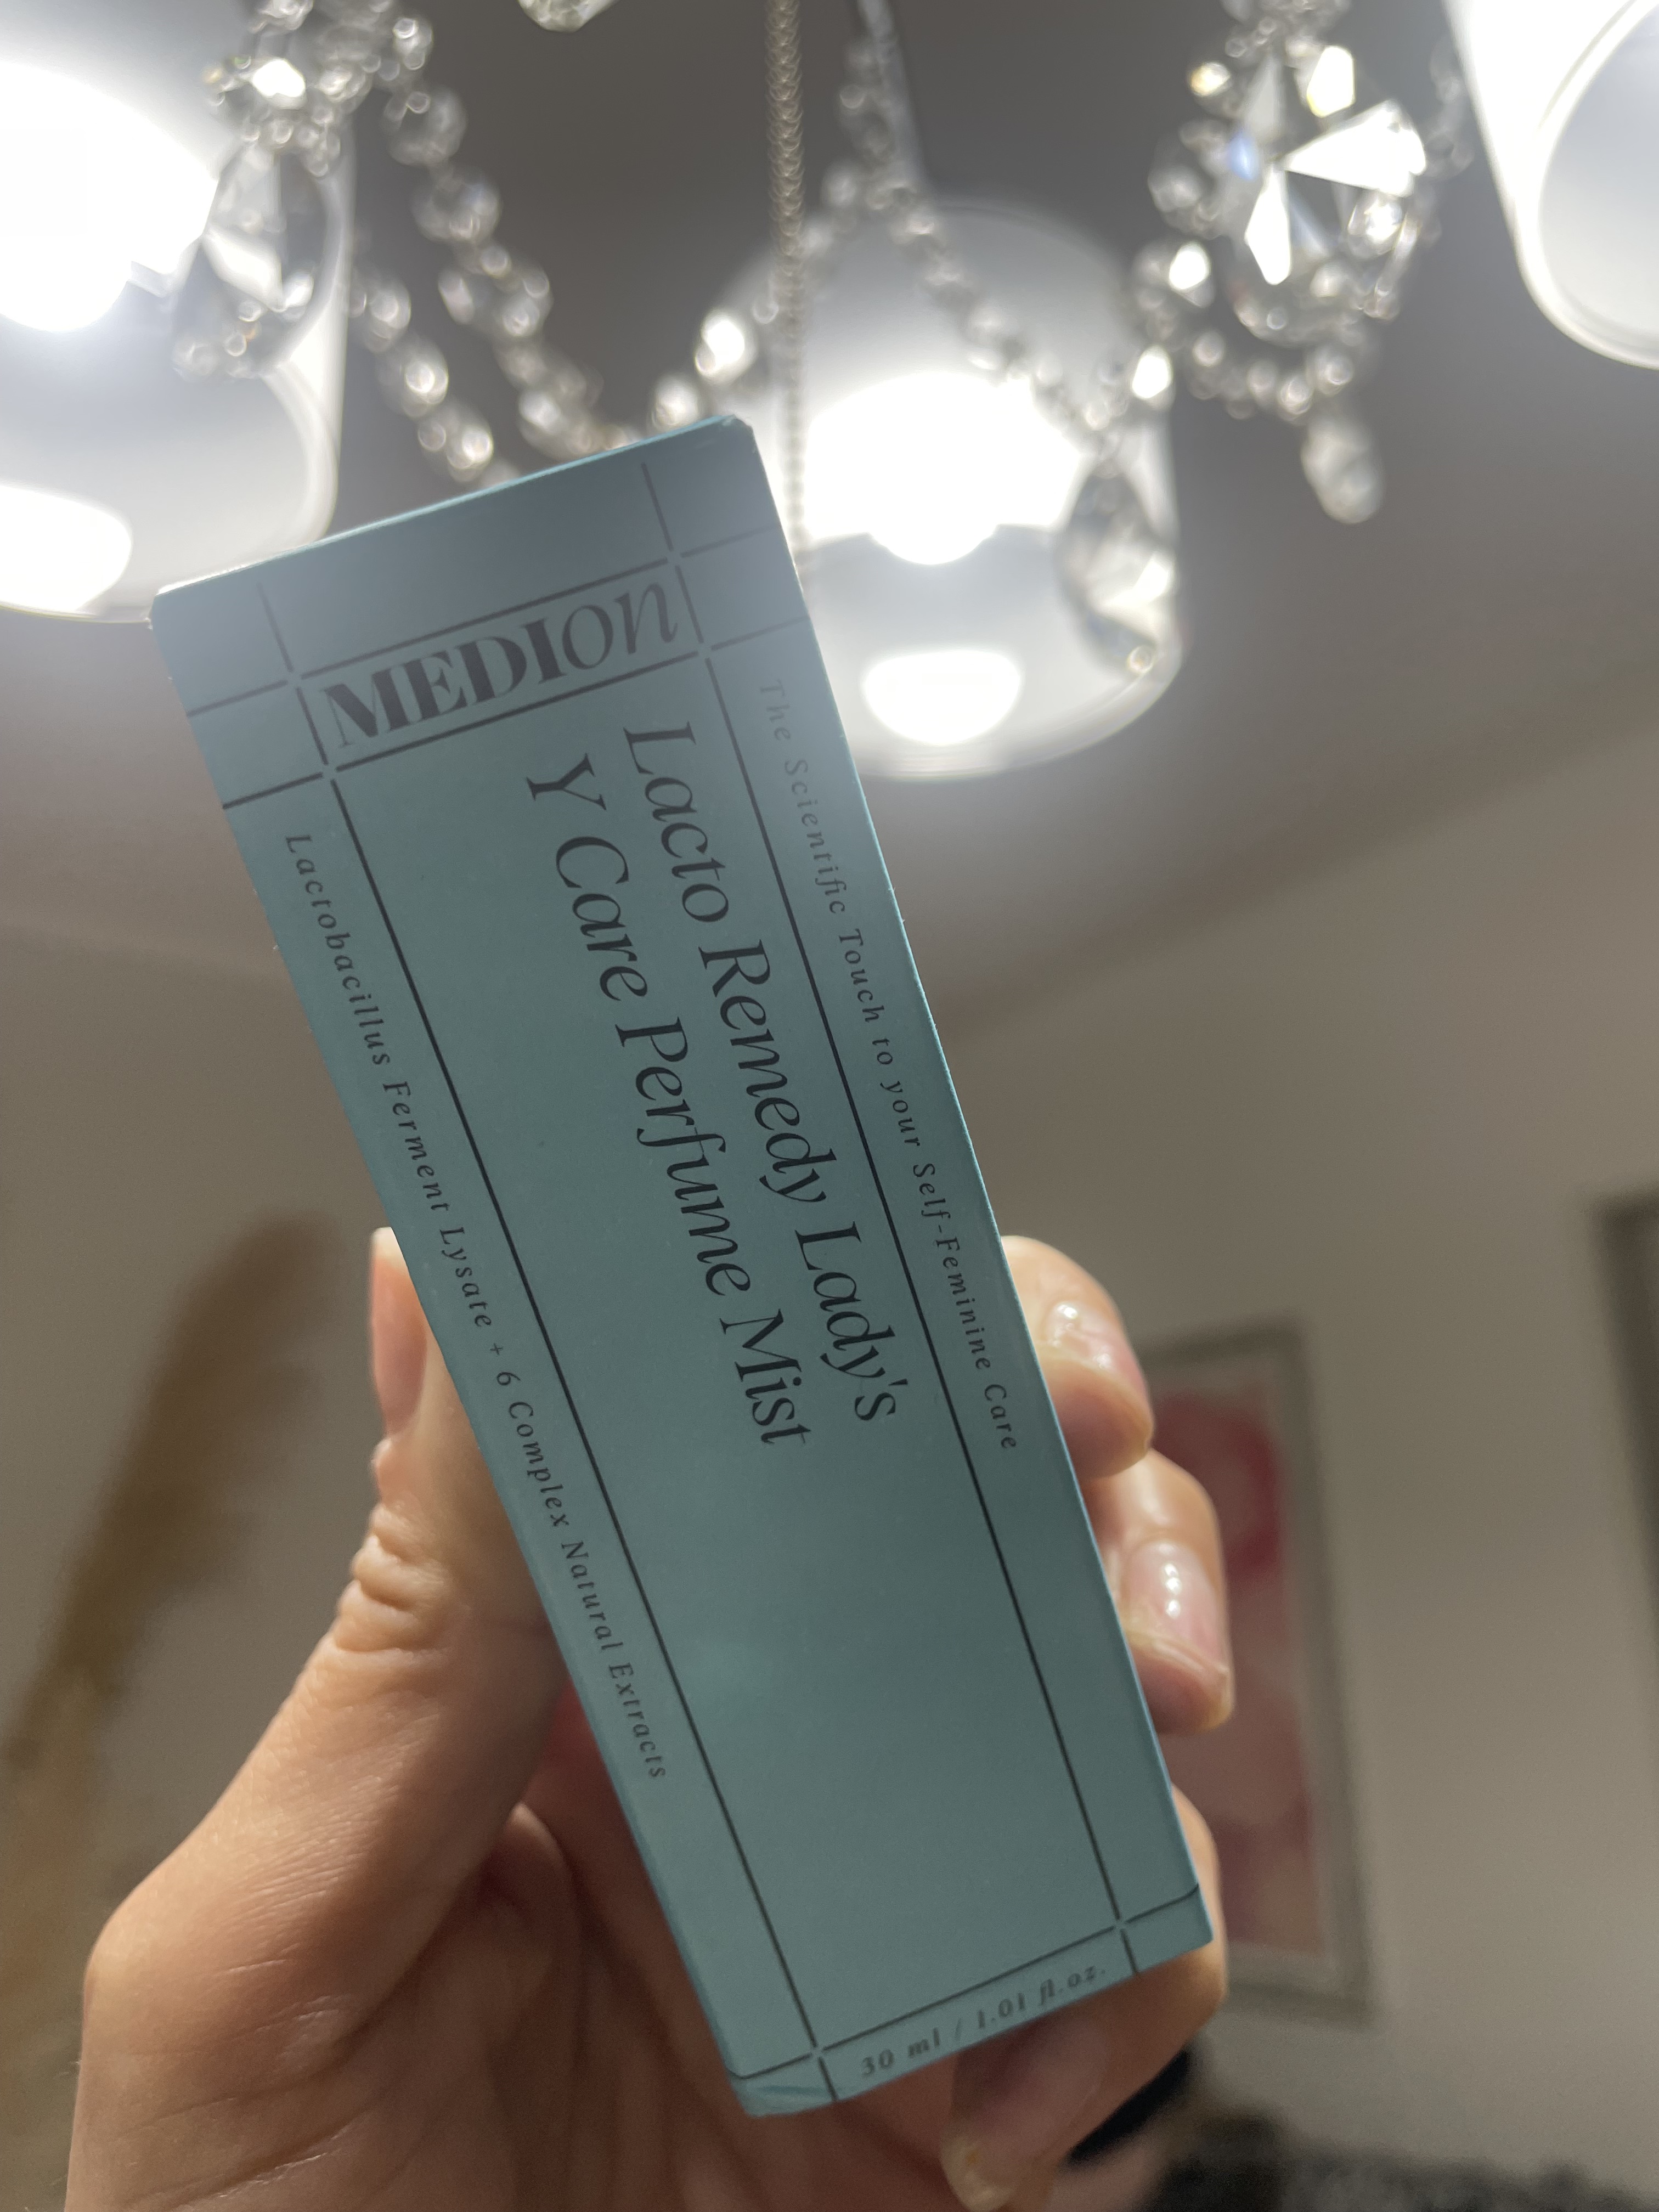 MEDION
The Scientific Touch to your Self-Feminine Care
Lacto Remedy Lady's
Y Care Perfume Mist
Lactobacillus Ferment Lysate + 6 Complex Natural Extracts
30 ml / 1.01 fl.oz.